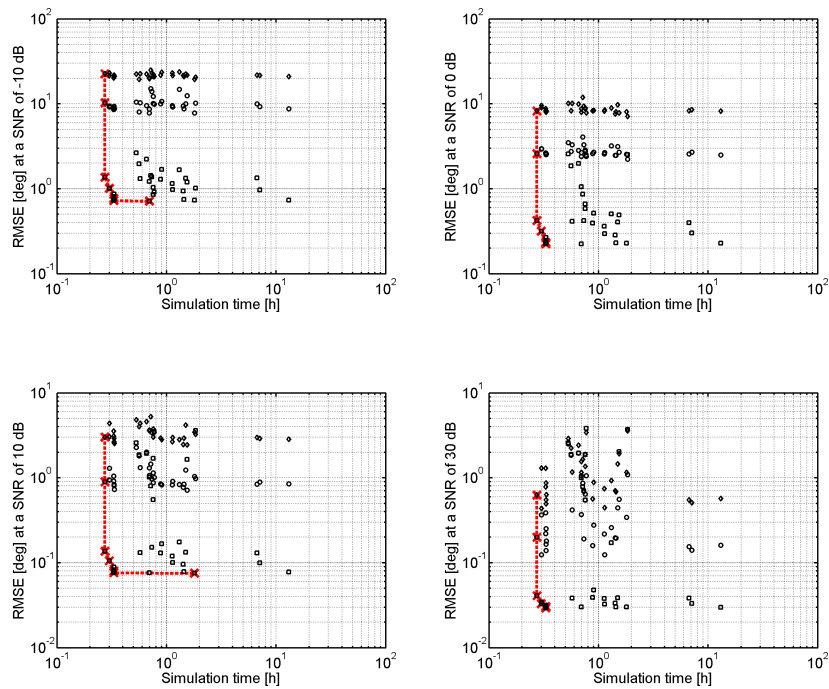 10^2
10^1
10^0
10^-1
RMSE [deg] at a SNR of -10 dB
10^-1 10^0 10^1 10^2
Simulation time [h]
10^2
10^1
10^0
10^-1
RMSE [deg] at a SNR of 0 dB
10^-1 10^0 10^1 10^2
Simulation time [h]
10^1
10^0
10^-1
10^-2
RMSE [deg] at a SNR of 10 dB
10^-1 10^0 10^1 10^2
Simulation time [h]
10^1
10^0
10^-1
10^-2
RMSE [deg] at a SNR of 30 dB
10^-1 10^0 10^1 10^2
Simulation time [h]